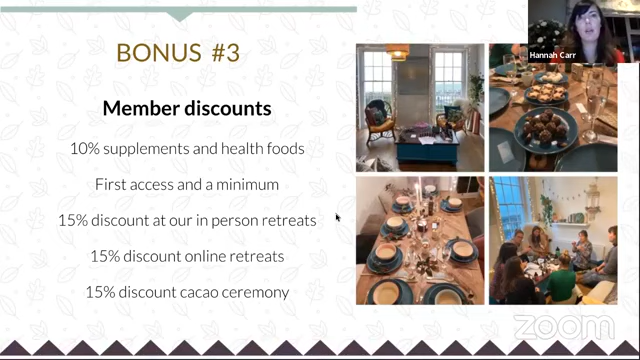 BONUS #3
Member discounts
10% supplements and health foods
First access and a minimum
15% discount at our in person retreats
15% discount online retreats
15% discount cacao ceremony
Hannah Carr
zoom